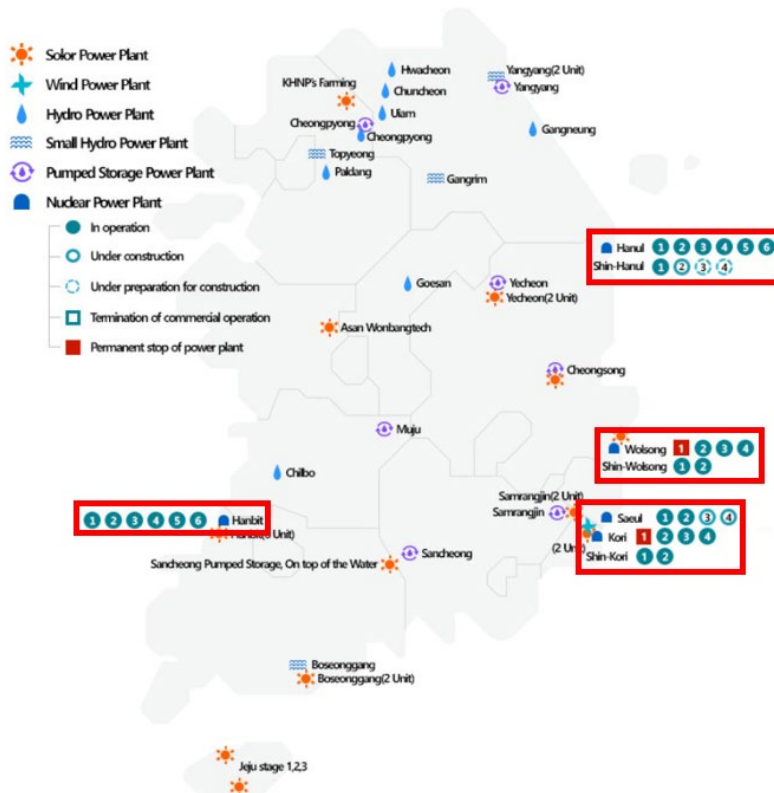 Solor Power Plant
Wind Power Plant
Hydro Power Plant
Small Hydro Power Plant
Pumped Storage Power Plant
Nuclear Power Plant
In operation
Under construction
Under preparation for construction
Termination of commercial operation
Permanent stop of power plant
Hwacheon
Yangyang(2 Unit)
Yangyang
KHNP's Farming
Chuncheon
Uiam
Cheongpyong
Cheongpyong
Gangneung
Topyeong
Paldang
Gangrim
Hanul 1 2 3 4 5 6
Shin-Hanul 1 2 3 4
Goesan
Yecheon
Yecheon(2 Unit)
Asan Wonbangtech
Cheongsong
Muju
Wolsong 1 2 3 4
Shin-Wolsong 1 2
Chilbo
Samrangjin(2 Unit)
Samrangjin
1 2 3 4 5 6 Hanbit
Saeul 1 2 3 4
Kori 1 2 3 4
(2 Unit)
Shin-Kori 1 2
Sancheong
Sancheong Pumped Storage, On top of the Water
Boseonggang
Boseonggang(2 Unit)
Jeju stage 1,2,3